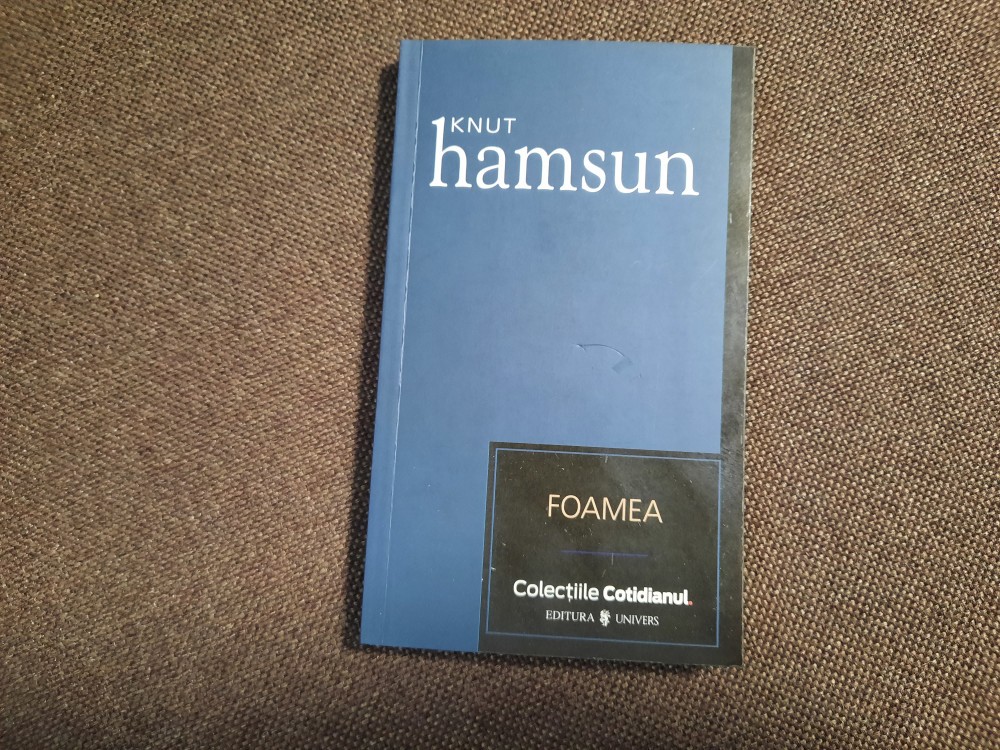 KNUT
hamsun
FOAMEA
Colecțiile Cotidianul.
EDITURA UNIVERS